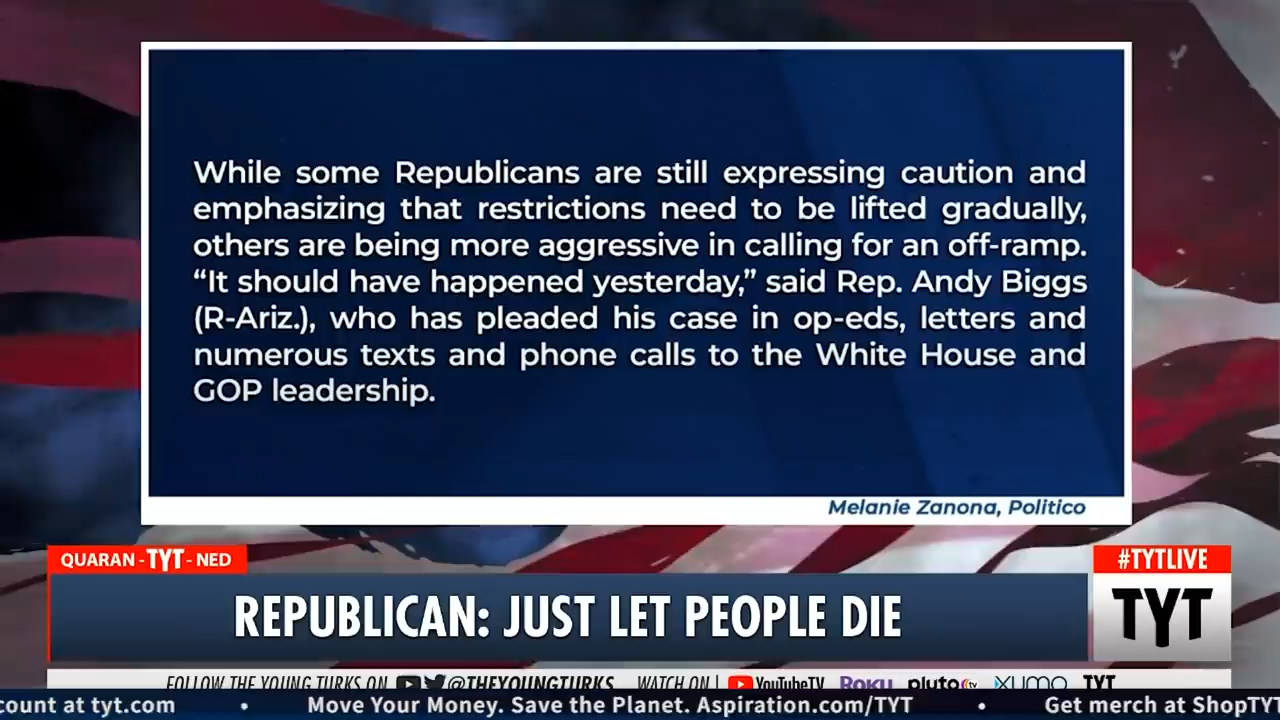 While some Republicans are still expressing caution and
emphasizing that restrictions need to be lifted gradually,
others are being more aggressive in calling for an off-ramp.
“It should have happened yesterday,” said Rep. Andy Biggs
(R-Ariz.), who has pleaded his case in op-eds, letters and
numerous texts and phone calls to the White House and
GOP leadership.
Melanie Zanona, Politico
QUARAN - TYT - NED
#TYTLIVE
REPUBLICAN: JUST LET PEOPLE DIE
TYT
FOLLOW THE YOUNG TURKS ON @THEYOUNGTURKS WATCH ON | YouTubeTV Roku pluto tv XUMO TYT
count at tyt.com • Move Your Money. Save the Planet. Aspiration.com/TYT • Get merch at ShopTYT